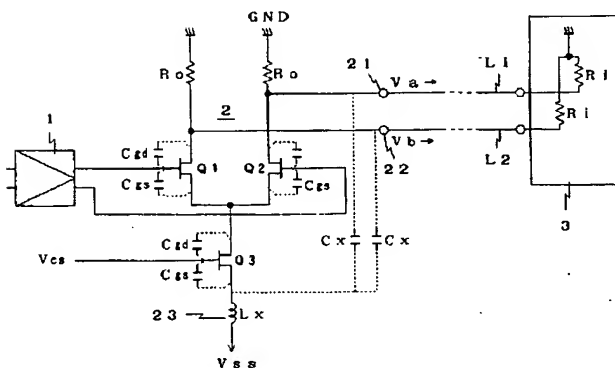 GND
Ro
Ro
21
Va →
L1
Ri
Ri
1
2
Vb →
22
L2
3
Cgd
Cgs
Q1
Q2
Cgs
Cx
Cx
Cgd
Vcs
Q3
Cgs
23
Lx
Vss